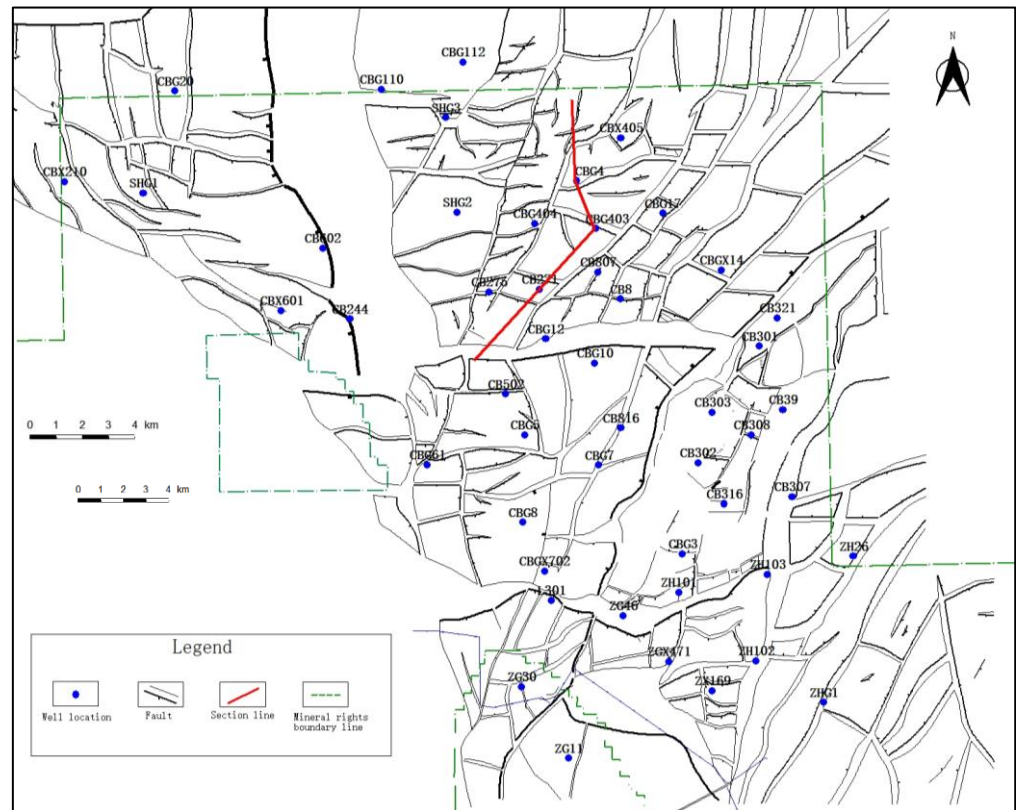 N
CBG112
CBG20
CBG110
SHG3
CBX405
CBX210
SHG1
CBG4
SHG2
CBG404
CBG403
CBG17
CB602
CB807
CBGX14
CB275
CB271
CB8
CBX601
CB244
CB321
CBG12
CB301
CBG10
CB502
CB303
CB39
0 1 2 3 4 km
CBG5
CB816
CB308
CBG61
CBG7
CB302
0 1 2 3 4 km
CB316
CB307
CBG8
CBG3
ZH26
CBGX702
ZH103
L301
ZH101
ZG46
Legend
ZGX471
ZH102
ZG30
ZX169
ZHG1
Well location
Fault
Section line
Mineral rights
boundary line
ZG11